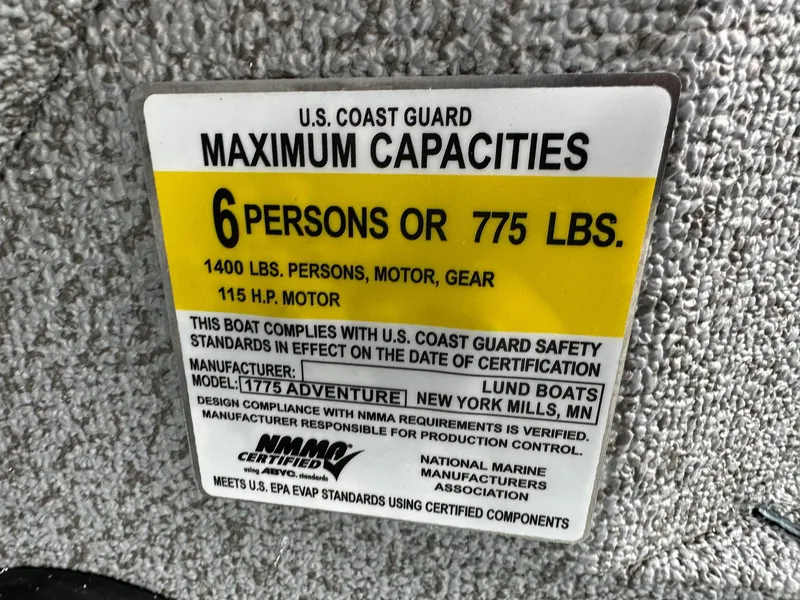 U.S. COAST GUARD
MAXIMUM CAPACITIES
6 PERSONS OR 775 LBS.
1400 LBS. PERSONS, MOTOR, GEAR
115 H.P. MOTOR
THIS BOAT COMPLIES WITH U.S. COAST GUARD SAFETY
STANDARDS IN EFFECT ON THE DATE OF CERTIFICATION
MANUFACTURER: LUND BOATS
MODEL: 1775 ADVENTURE NEW YORK MILLS, MN
DESIGN COMPLIANCE WITH NMMA REQUIREMENTS IS VERIFIED.
MANUFACTURER RESPONSIBLE FOR PRODUCTION CONTROL.
NMMA®
CERTIFIED
using ABYC. standards
NATIONAL MARINE
MANUFACTURERS
ASSOCIATION
MEETS U.S. EPA EVAP STANDARDS USING CERTIFIED COMPONENTS